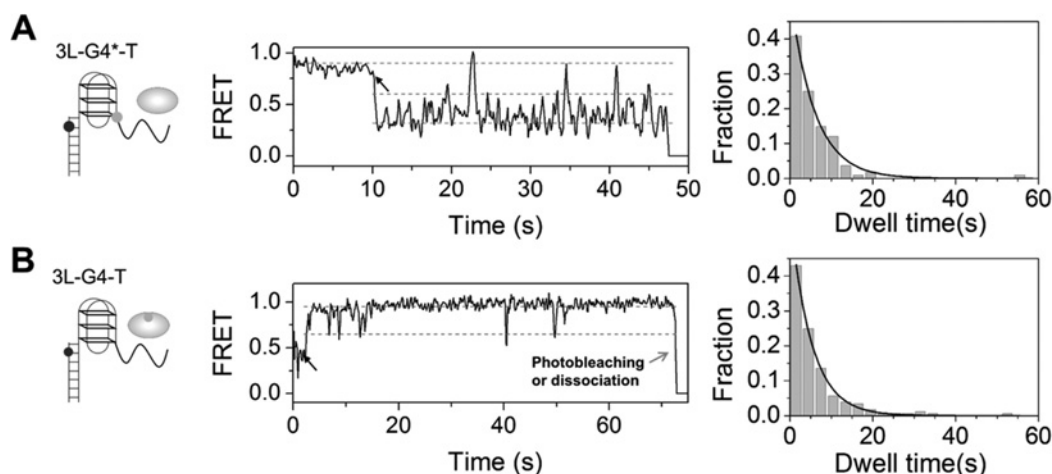 A
3L-G4*-T
FRET
1.0
0.5
0.0
0 10 20 30 40 50
Time (s)
Fraction
0.4
0.3
0.2
0.1
0.0
0 20 40 60
Dwell time(s)
B
3L-G4-T
FRET
1.0
0.5
0.0
Photobleaching
or dissociation
0 20 40 60
Time (s)
Fraction
0.4
0.3
0.2
0.1
0.0
0 20 40 60
Dwell time(s)